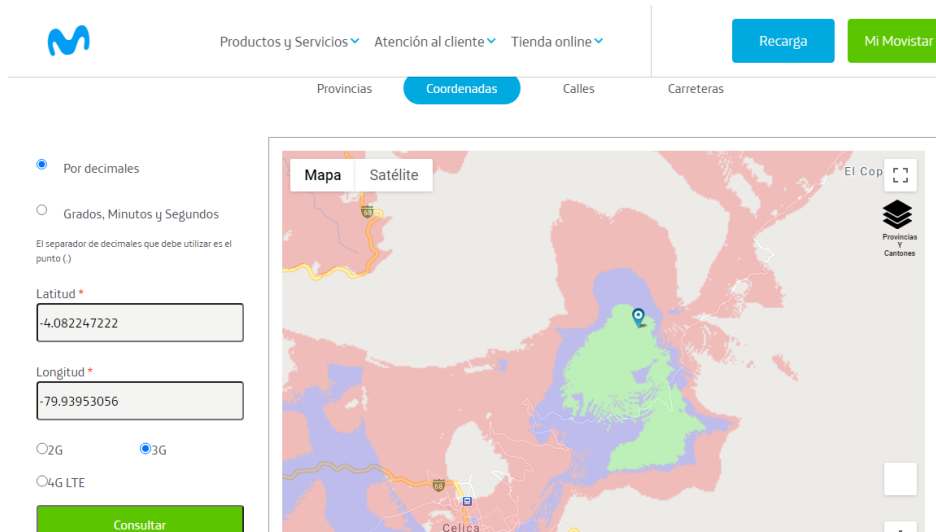 Productos y Servicios Atención al cliente Tienda online Recarga Mi Movistar
Provincias Coordenadas Calles Carreteras
Por decimales
Grados, Minutos y Segundos
El separador de decimales que debe utilizar es el
punto (.)
Latitud *
-4.082247222
Longitud *
-79.93953056
2G 3G
4G LTE
Consultar
Mapa Satélite
El Cop
68
Provincias
Y
Cantones
68
Celica